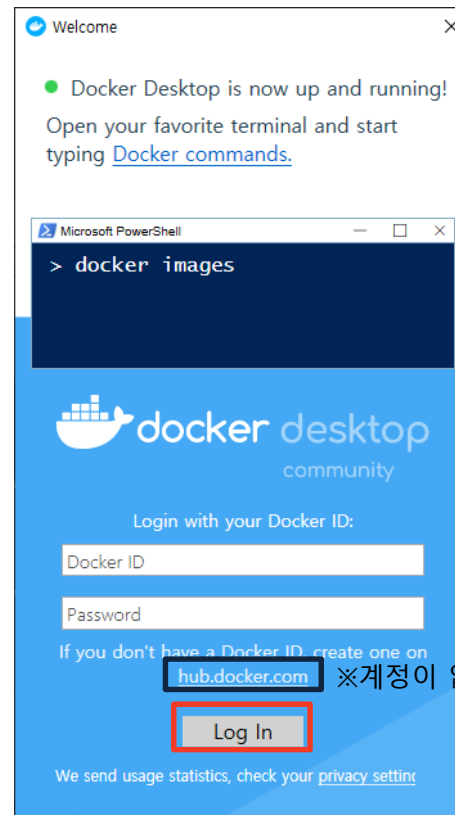 Welcome
Docker Desktop is now up and running!
Open your favorite terminal and start
typing Docker commands.
Microsoft PowerShell
> docker images
docker desktop
community
Login with your Docker ID:
Docker ID
Password
If you don't have a Docker ID, create one on
hub.docker.com ※계정이
Log In
We send usage statistics, check your privacy